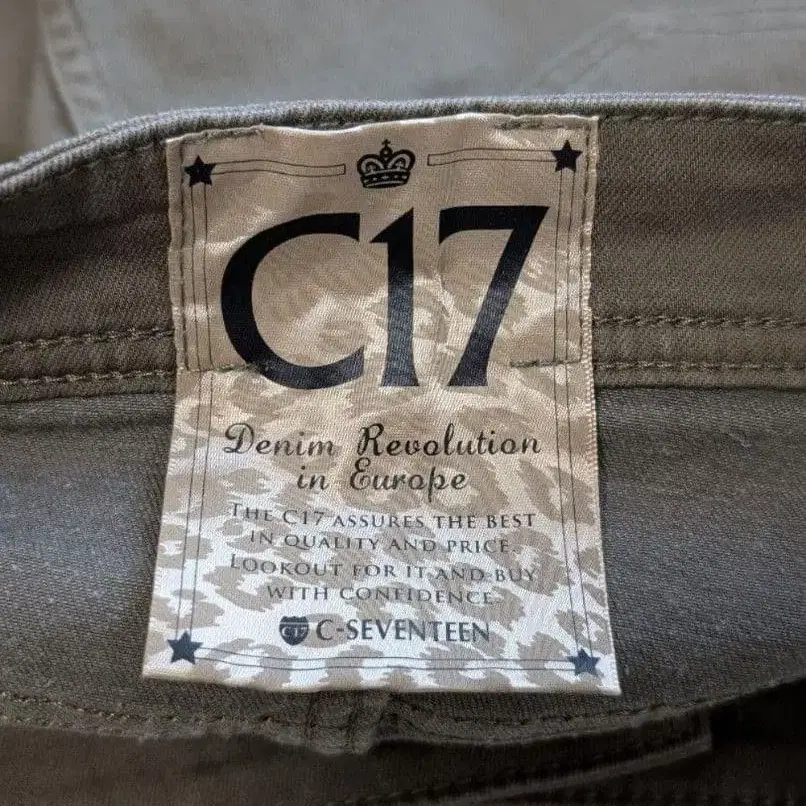 C17
Denim Revolution
in Europe
THE C17 ASSURES THE BEST
IN QUALITY AND PRICE.
LOOKOUT FOR IT AND BUY
WITH CONFIDENCE
C17 C-SEVENTEEN